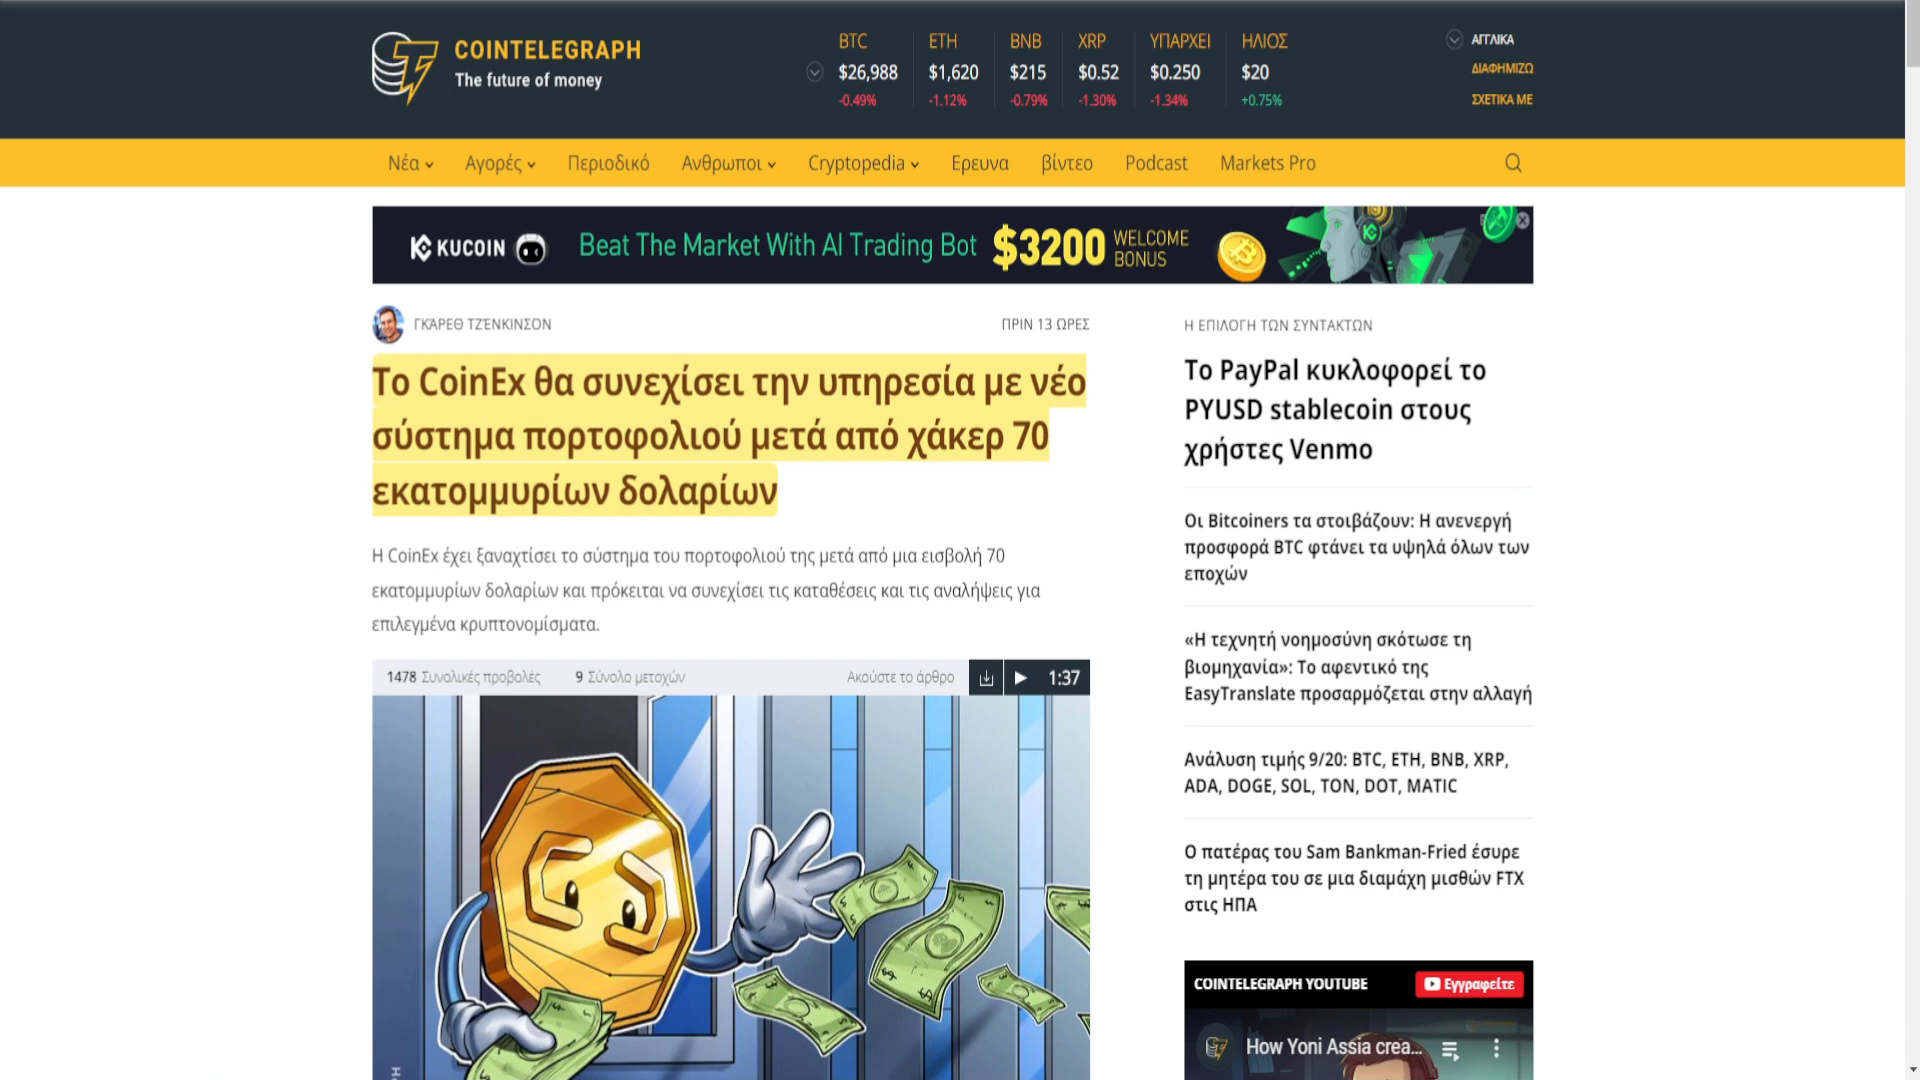 COINTELEGRAPH
The future of money
BTC
$26,988
-0.49%
ETH
$1,620
-1.12%
BNB
$215
-0.79%
XRP
$0.52
-1.30%
ΥΠΑΡΧΕΙ
$0.250
-1.34%
ΗΛΙΟΣ
$20
+0.75%
ΑΓΓΛΙΚΑ
ΔΙΑΦΗΜΙΖΩ
ΣΧΕΤΙΚΑ ΜΕ
Νέα Αγορές Περιοδικό Ανθρωποι Cryptopedia Ερευνα βίντεο Podcast Markets Pro
KUCOIN Beat The Market With AI Trading Bot $3200 WELCOME BONUS
ΓΚΆΡΕΘ ΤΖΈΝΚΙΝΣΟΝ
ΠΡΙΝ 13 ΩΡΕΣ
Το CoinEx θα συνεχίσει την υπηρεσία με νέο
σύστημα πορτοφολιού μετά από χάκερ 70
εκατομμυρίων δολαρίων
Η CoinEx έχει ξαναχτίσει το σύστημα του πορτοφολιού της μετά από μια εισβολή 70
εκατομμυρίων δολαρίων και πρόκειται να συνεχίσει τις καταθέσεις και τις αναλήψεις για
επιλεγμένα κρυπτονομίσματα.
1478 Συνολικές προβολές 9 Σύνολο μετοχών Ακούστε το άρθρο 1:37
Η ΕΠΙΛΟΓΗ ΤΩΝ ΣΥΝΤΑΚΤΩΝ
Το PayPal κυκλοφορεί το
PYUSD stablecoin στους
χρήστες Venmo
Οι Bitcoiners τα στοιβάζουν: Η ανενεργή
προσφορά BTC φτάνει τα υψηλά όλων των
εποχών
«Η τεχνητή νοημοσύνη σκότωσε τη
βιομηχανία»: Το αφεντικό της
EasyTranslate προσαρμόζεται στην αλλαγή
Ανάλυση τιμής 9/20: BTC, ETH, BNB, XRP,
ADA, DOGE, SOL, TON, DOT, MATIC
Ο πατέρας του Sam Bankman-Fried έσυρε
τη μητέρα του σε μια διαμάχη μισθών FTX
στις ΗΠΑ
COINTELEGRAPH YOUTUBE
Εγγραφείτε
How Yoni Assia crea...